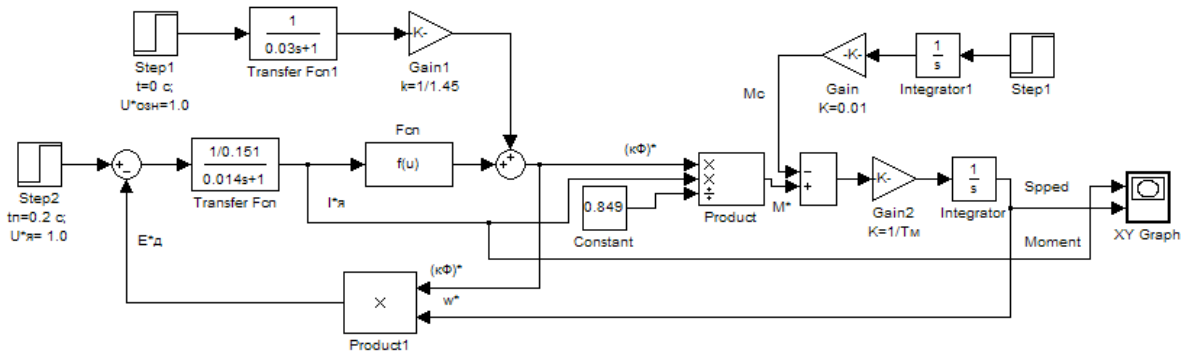 1
0.03s+1
-K-
1
s
Step1
t=0 c;
U*озн=1.0
Transfer Fcn1
Gain1
k=1/1.45
-K-
Gain
K=0.01
Integrator1
Step1
Mc
Fcn
1/0.151
0.014s+1
f(u)
(кФ)*
×
×
÷
-K-
1
s
Spped
Step2
tп=0.2 c;
U*я= 1.0
Transfer Fcn
I*я
0.849
Constant
Product
M*
Gain2
K=1/Тм
Integrator
Moment
XY Graph
E*д
(кФ)*
w*
×
Product1